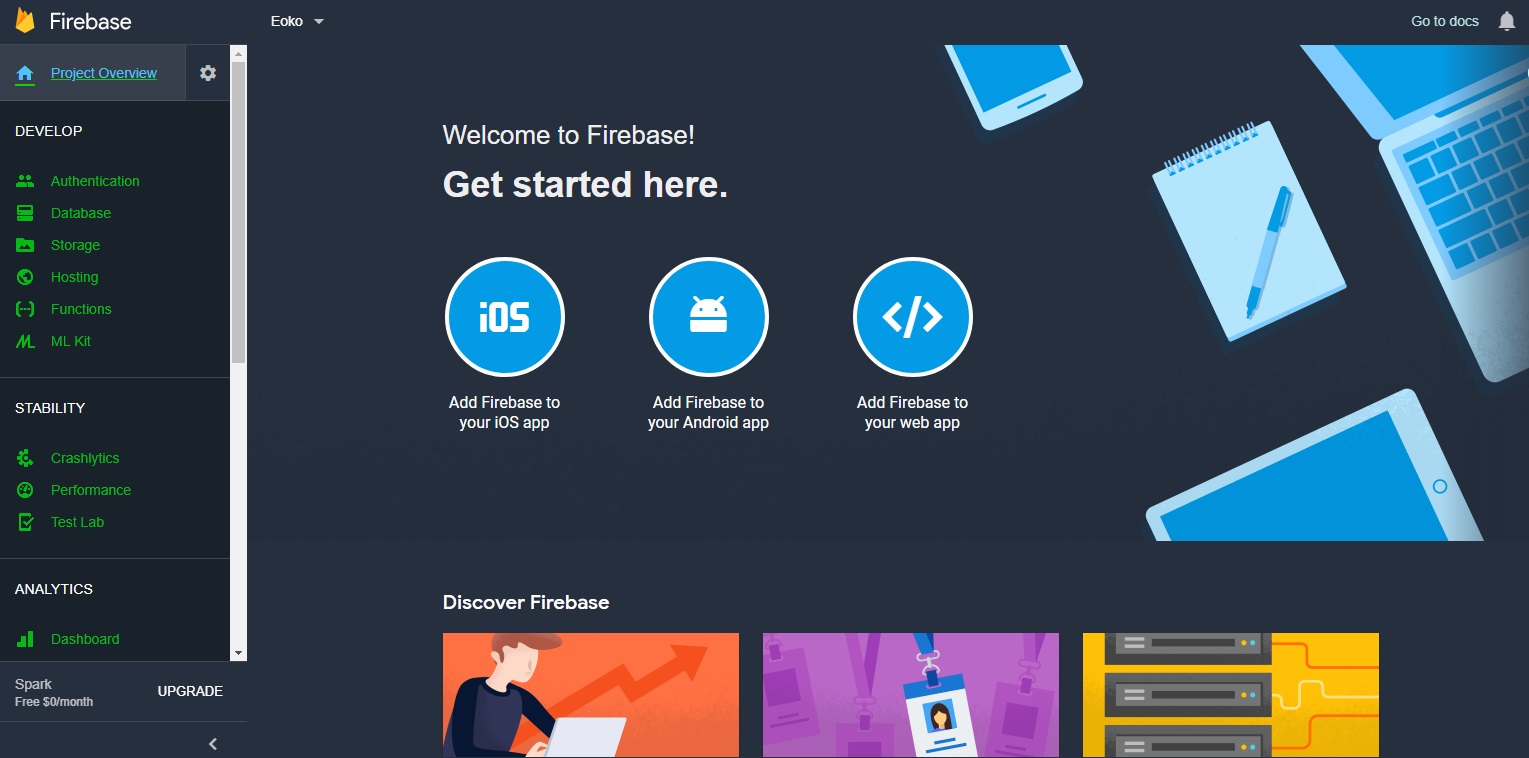 Firebase
Eoko
Go to docs
Project Overview
DEVELOP
Authentication
Database
Storage
Hosting
Functions
ML Kit
STABILITY
Crashlytics
Performance
Test Lab
ANALYTICS
Dashboard
Spark
Free $0/month
UPGRADE
Welcome to Firebase!
Get started here.
iOS
Add Firebase to
your iOS app
Add Firebase to
your Android app
</>
Add Firebase to
your web app
Discover Firebase